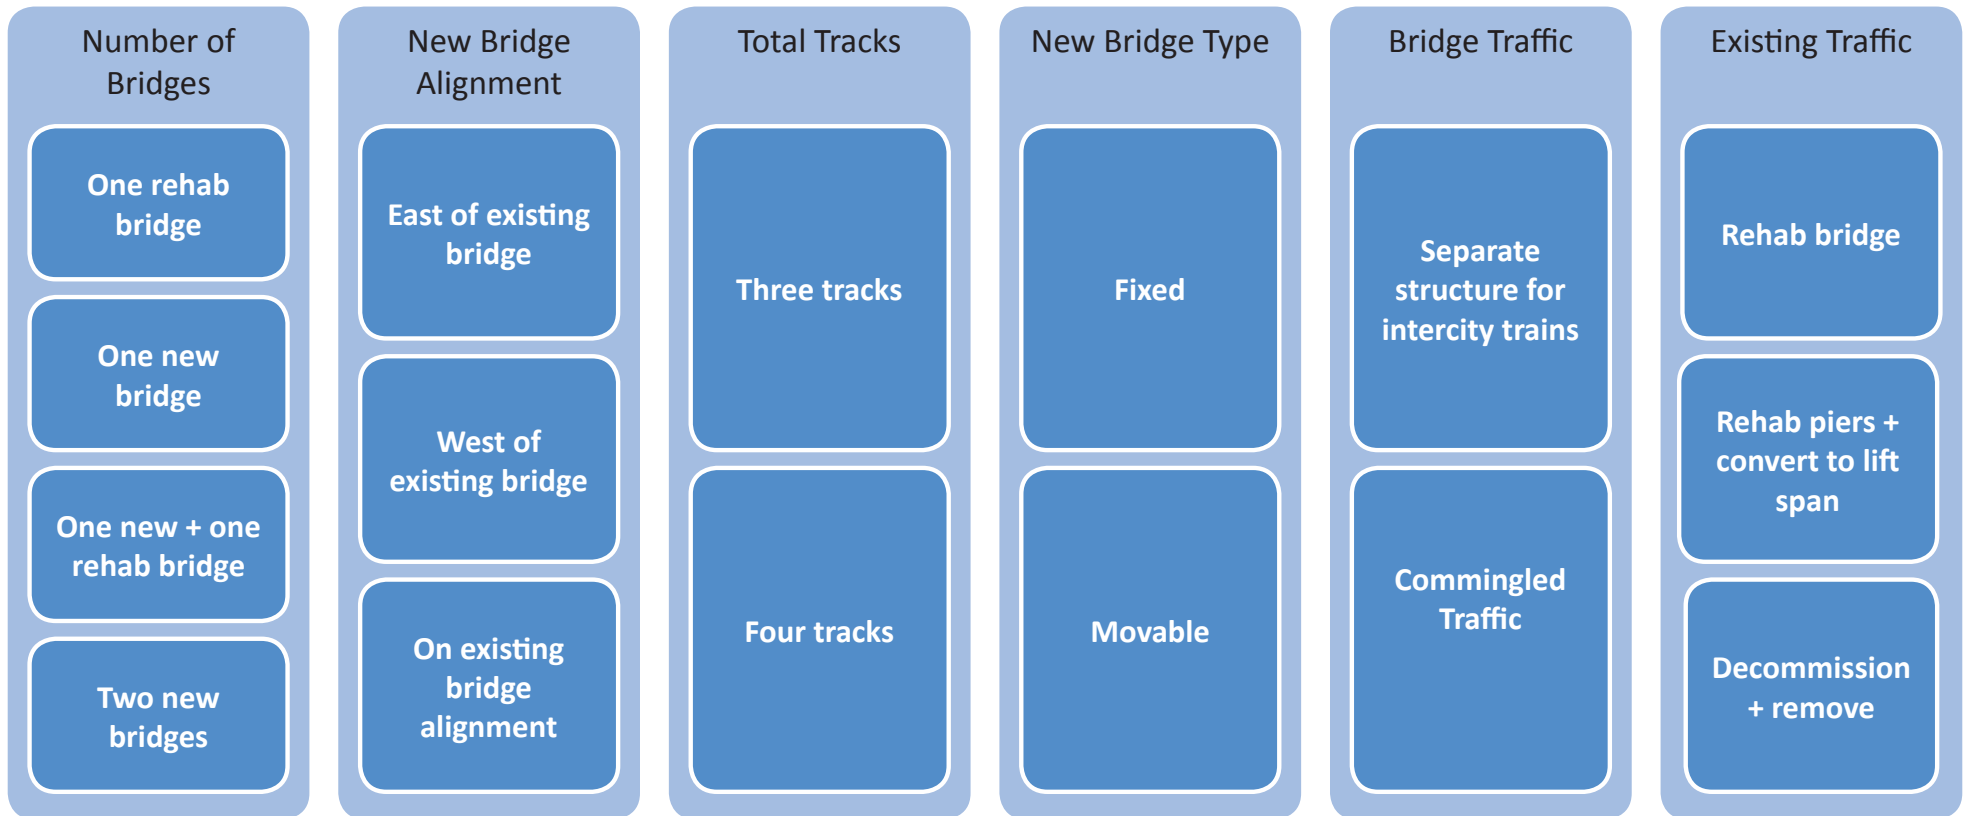 Number of
Bridges
One rehab
bridge
One new
bridge
One new + one
rehab bridge
Two new
bridges
New Bridge
Alignment
East of existing
bridge
West of
existing bridge
On existing
bridge
alignment
Total Tracks
Three tracks
Four tracks
New Bridge Type
Fixed
Movable
Bridge Traffic
Separate
structure for
intercity trains
Commingled
Traffic
Existing Traffic
Rehab bridge
Rehab piers +
convert to lift
span
Decommission
+ remove